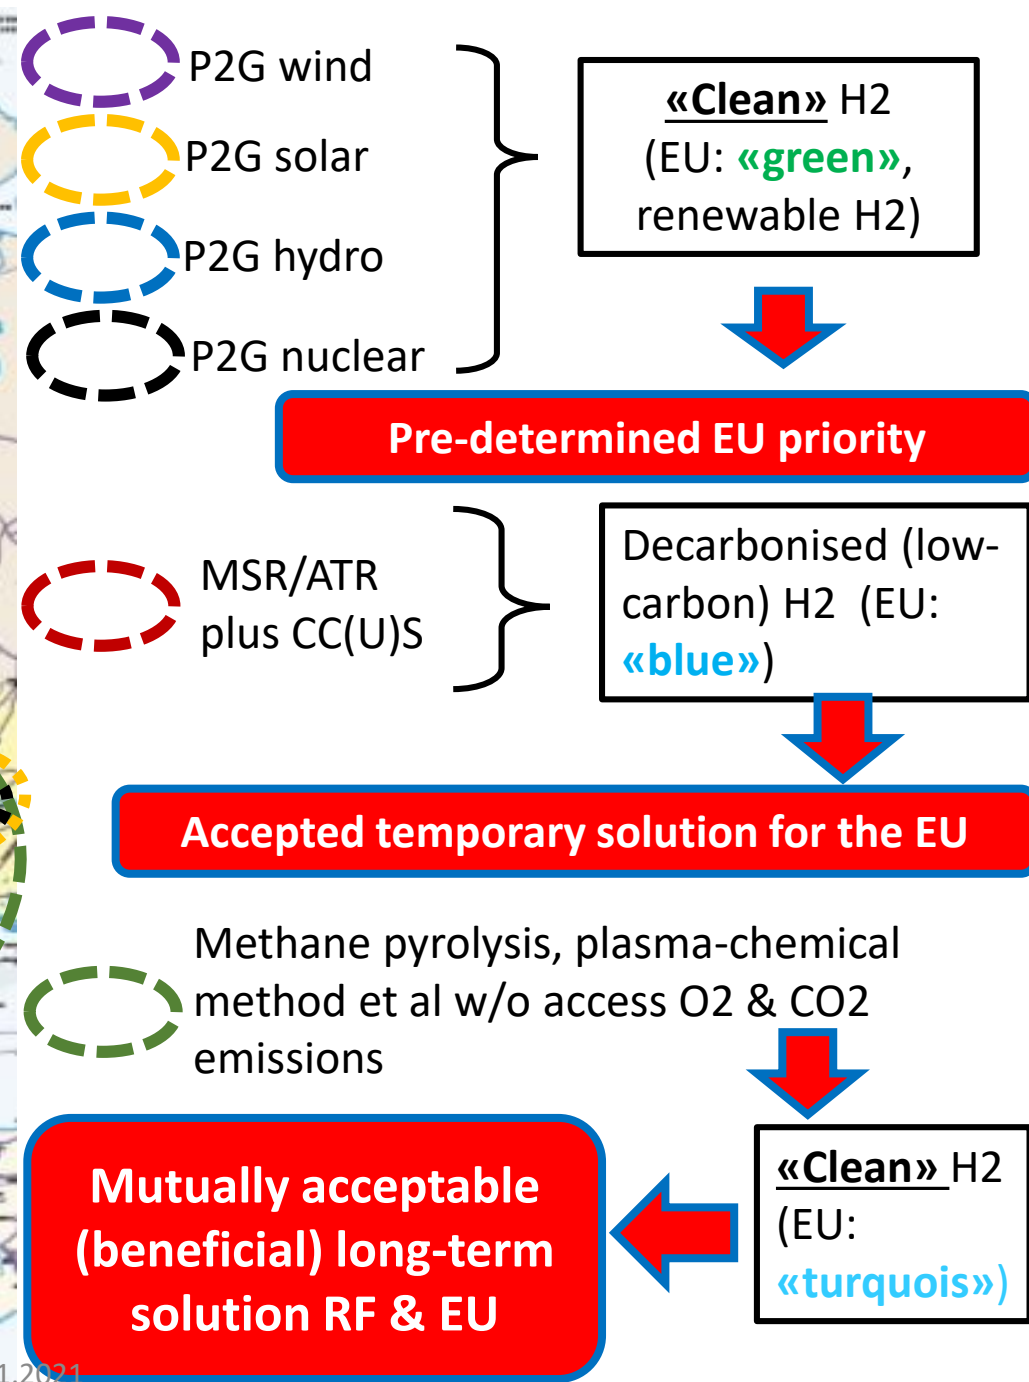 P2G wind
P2G solar
P2G hydro
P2G nuclear
«Clean» H2
(EU: «green»,
renewable H2)
Pre-determined EU priority
MSR/ATR
plus CC(U)S
Decarbonised (low-
carbon) H2 (EU:
«blue»)
Accepted temporary solution for the EU
Methane pyrolysis, plasma-chemical
method et al w/o access O2 & CO2
emissions
«Clean» H2
(EU:
«turquois»)
Mutually acceptable
(beneficial) long-term
solution RF & EU
1.2021